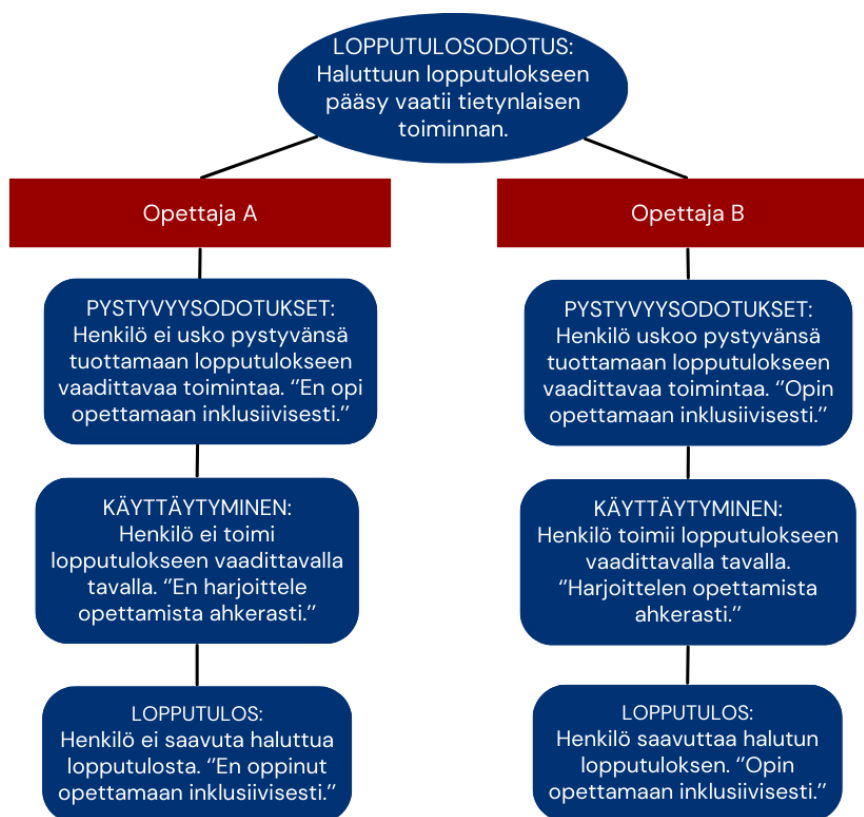 LOPPUTULOSODOTUS:
Haluttuun lopputulokseen
pääsy vaatii tietynlaisen
toiminnan.
Opettaja A
Opettaja B
PYSTYVYYSODOTUKSET:
Henkilö ei usko pystyvänsä
tuottamaan lopputulokseen
vaadittavaa toimintaa. ‘‘En opi
opettamaan inklusiivisesti.’’
PYSTYVYYSODOTUKSET:
Henkilö uskoo pystyvänsä
tuottamaan lopputulokseen
vaadittavaa toimintaa. ‘‘Opin
opettamaan inklusiivisesti.’’
KÄYTTÄYTYMINEN:
Henkilö ei toimi
lopputulokseen vaadittavalla
tavalla. ‘‘En harjoittele
opettamista ahkerasti.’’
KÄYTTÄYTYMINEN:
Henkilö toimii lopputulokseen
vaadittavalla tavalla.
‘‘Harjoittelen opettamista
ahkerasti.’’
LOPPUTULOS:
Henkilö ei saavuta haluttua
lopputulosta. ‘‘En oppinut
opettamaan inklusiivisesti.’’
LOPPUTULOS:
Henkilö saavuttaa halutun
lopputuloksen. ‘‘Opin
opettamaan inklusiivisesti.’’